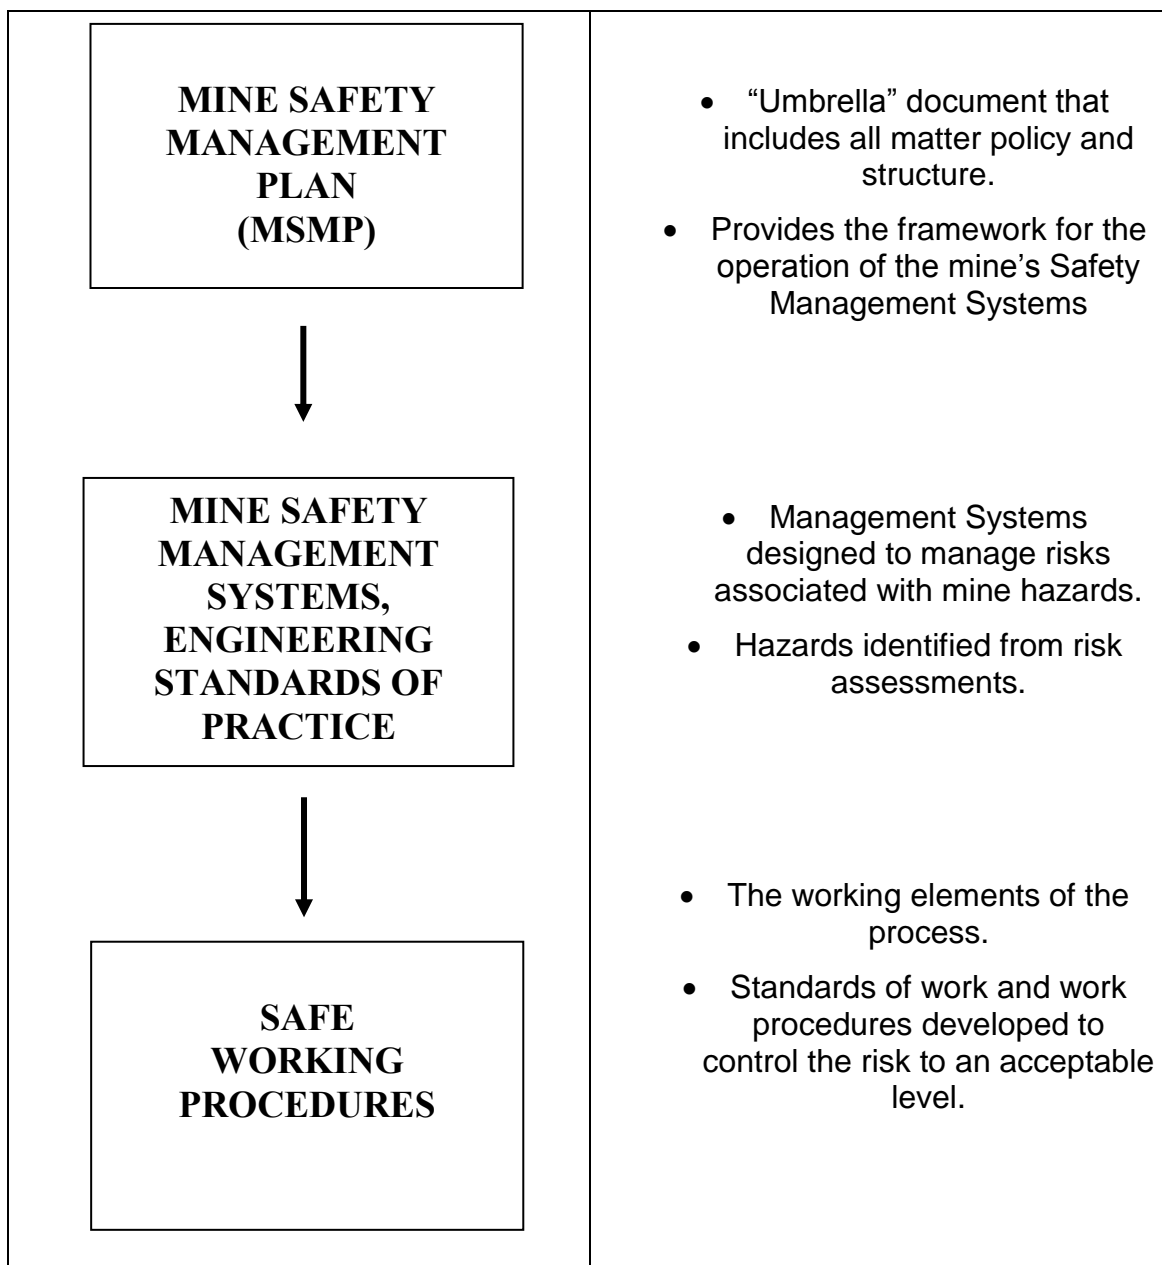 MINE SAFETY
MANAGEMENT
PLAN
(MSMP)
• “Umbrella” document that
includes all matter policy and
structure.
• Provides the framework for the
operation of the mine’s Safety
Management Systems
MINE SAFETY
MANAGEMENT
SYSTEMS,
ENGINEERING
STANDARDS OF
PRACTICE
• Management Systems
designed to manage risks
associated with mine hazards.
• Hazards identified from risk
assessments.
SAFE
WORKING
PROCEDURES
• The working elements of the
process.
• Standards of work and work
procedures developed to
control the risk to an acceptable
level.